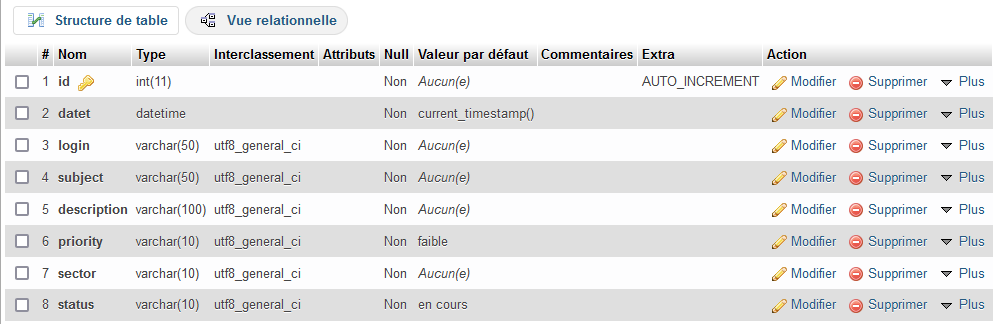 Structure de table Vue relationnelle
# Nom Type Interclassement Attributs Null Valeur par défaut Commentaires Extra Action
1 id int(11) Non Aucun(e) AUTO_INCREMENT Modifier Supprimer Plus
2 datet datetime Non current_timestamp() Modifier Supprimer Plus
3 login varchar(50) utf8_general_ci Non Aucun(e) Modifier Supprimer Plus
4 subject varchar(50) utf8_general_ci Non Aucun(e) Modifier Supprimer Plus
5 description varchar(100) utf8_general_ci Non Aucun(e) Modifier Supprimer Plus
6 priority varchar(10) utf8_general_ci Non faible Modifier Supprimer Plus
7 sector varchar(10) utf8_general_ci Non Aucun(e) Modifier Supprimer Plus
8 status varchar(10) utf8_general_ci Non en cours Modifier Supprimer Plus